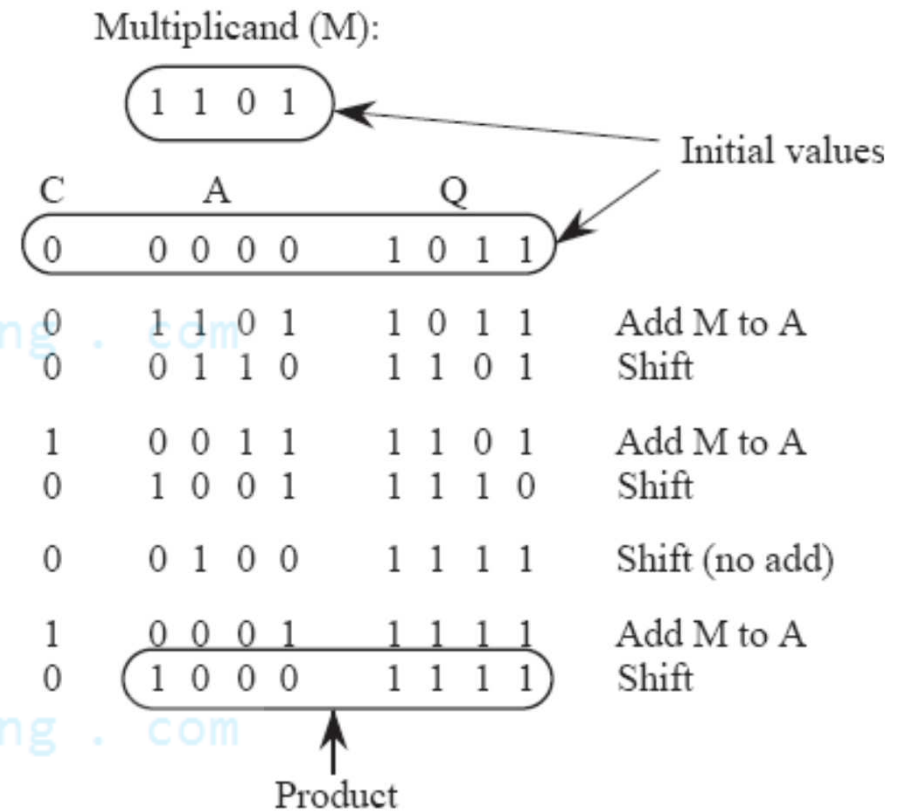 Multiplicand (M):
1 1 0 1
Initial values
C A Q
0 0 0 0 0 1 0 1 1
0 1 1 0 1 1 0 1 1 Add M to A
ng . com
0 0 1 1 0 1 1 0 1 Shift
1 0 0 1 1 1 1 0 1 Add M to A
0 1 0 0 1 1 1 1 0 Shift
0 0 1 0 0 1 1 1 1 Shift (no add)
1 0 0 0 1 1 1 1 1 Add M to A
0 1 0 0 0 1 1 1 1 Shift
ng . com
Product